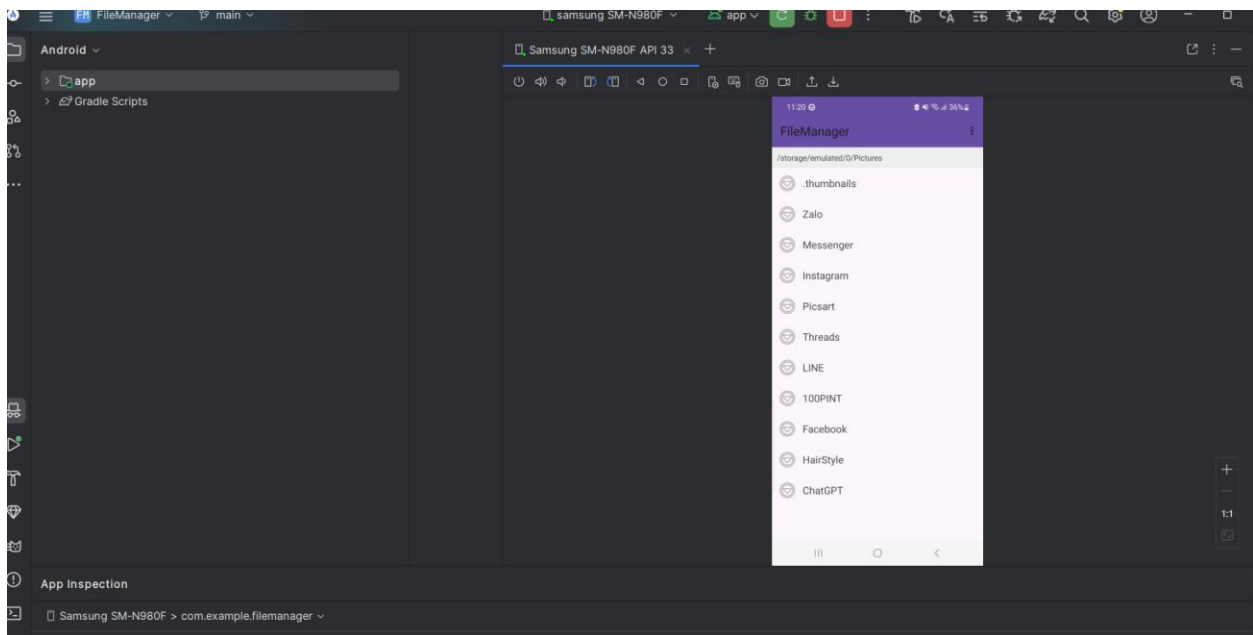 FM FileManager main samsung SM-N980F app
Android Samsung SM-N980F API 33
app
Gradle Scripts
11:20 36%
FileManager
/storage/emulated/0/Pictures
.thumbnails
Zalo
Messenger
Instagram
Picsart
Threads
LINE
100PINT
Facebook
HairStyle
ChatGPT
1:1
App Inspection
Samsung SM-N980F > com.example.filemanager